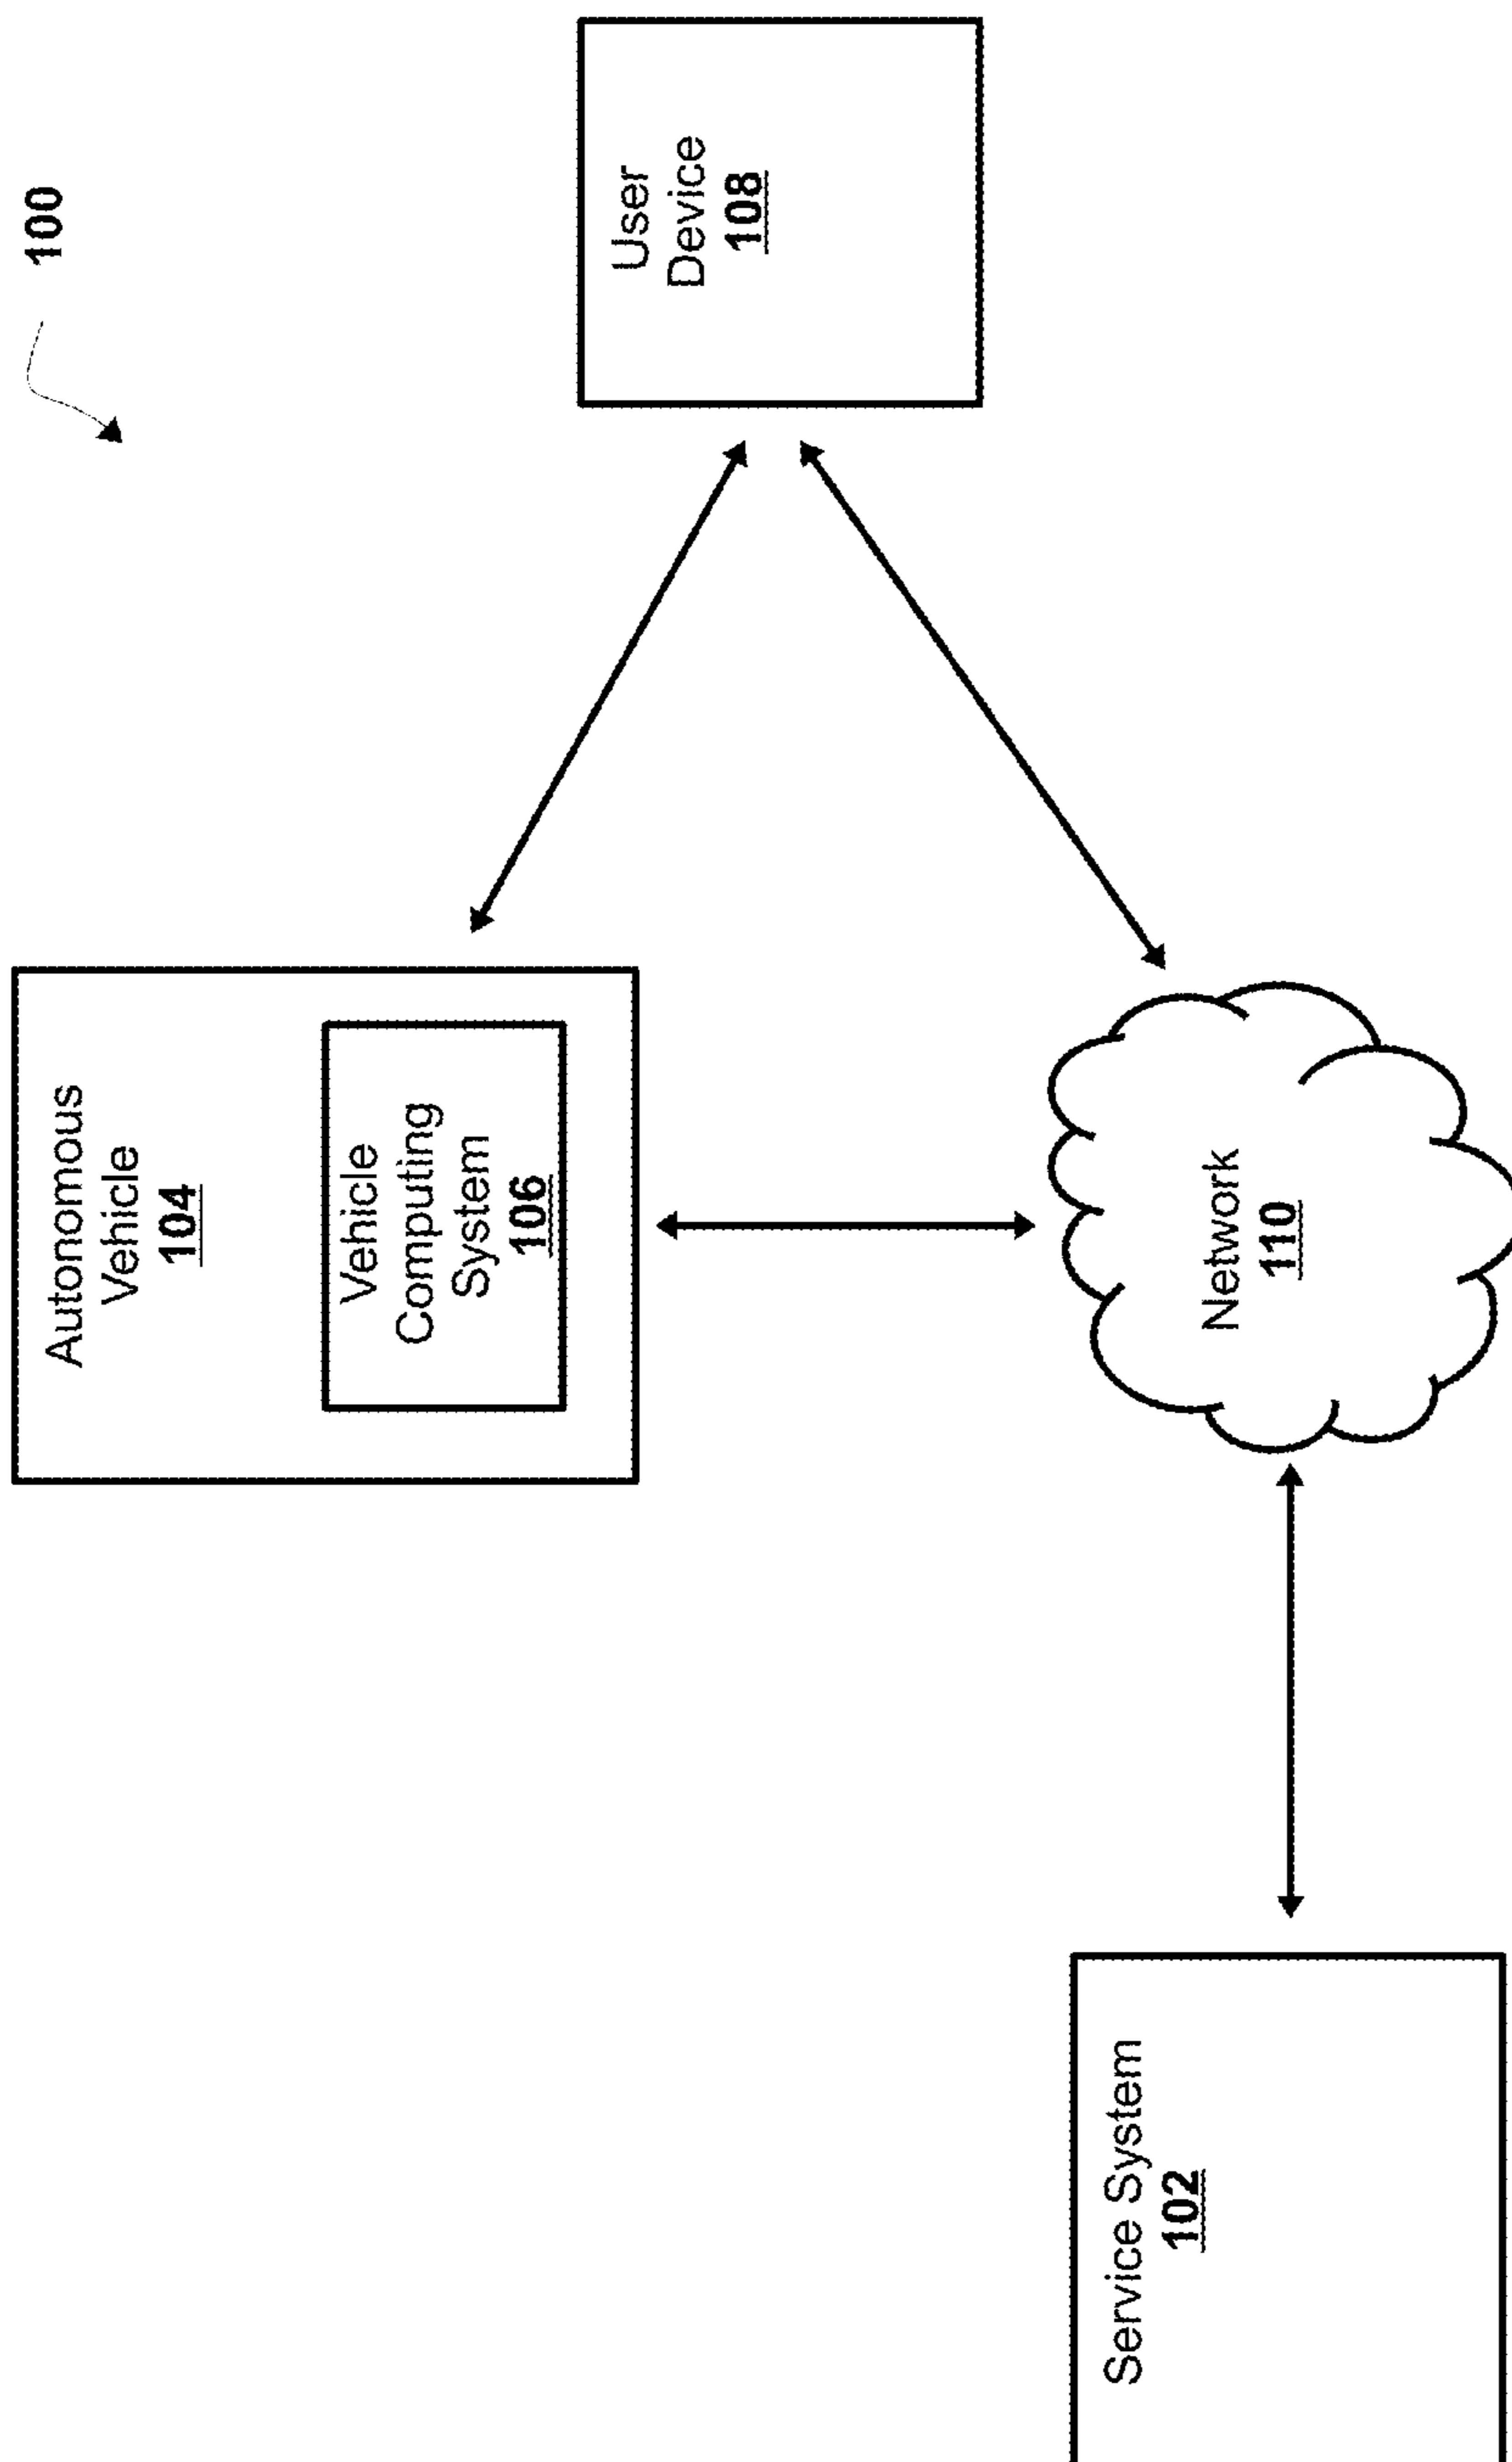 100
Autonomous
Vehicle
104
Vehicle
Computing
System
106
User
Device
108
Service System
102
Network
110